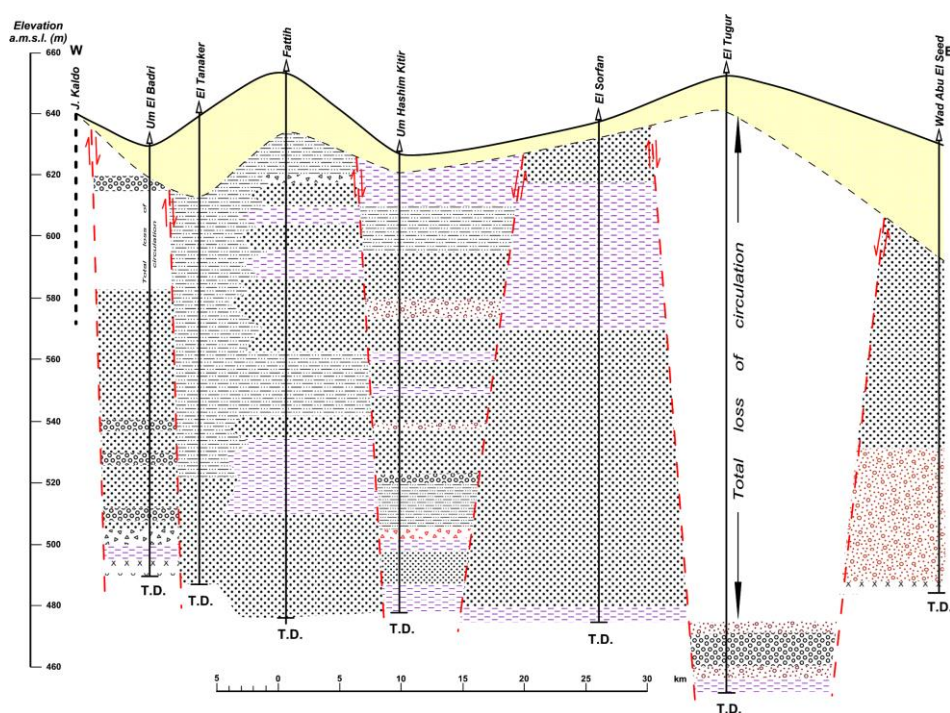 Elevation
a.m.s.l. (m)
W
E
660
640
620
600
580
560
540
520
500
480
460
J. Kaldo
Um El Badri
El Tanaker
Fattih
Um Hashim Kitir
El Sorfan
El Tugur
Wad Abu El Seed
Total loss of
circulation
Total loss of
circulation
x x x x
x x x x x x x
T.D.
T.D.
T.D.
T.D.
T.D.
T.D.
T.D.
5 0 5 10 15 20 25 30 km